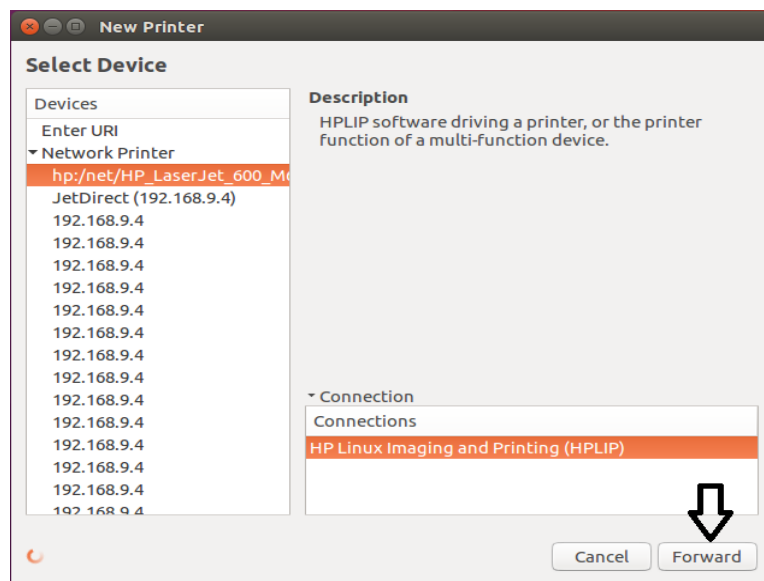 New Printer
Select Device
Devices
Enter URI
Network Printer
hp:/net/HP_LaserJet_600_M
JetDirect (192.168.9.4)
192.168.9.4
192.168.9.4
192.168.9.4
192.168.9.4
192.168.9.4
192.168.9.4
192.168.9.4
192.168.9.4
192.168.9.4
192.168.9.4
192.168.9.4
192.168.9.4
192.168.9.4
192.168.9.4
Description
HPLIP software driving a printer, or the printer
function of a multi-function device.
Connection
Connections
HP Linux Imaging and Printing (HPLIP)
Cancel
Forward